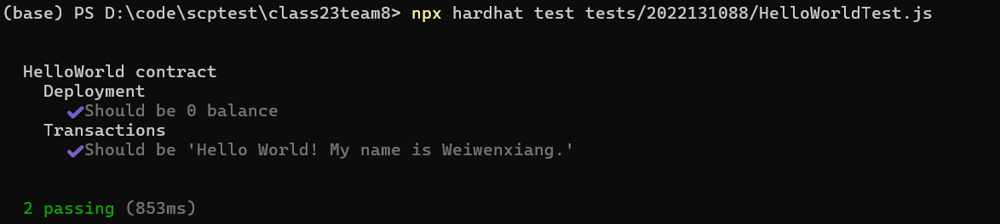 (base) PS D:\code\scptest\class23team8> npx hardhat test tests/2022131088/HelloWorldTest.js
HelloWorld contract
Deployment
✔Should be 0 balance
Transactions
✔Should be 'Hello World! My name is Weiwenxiang.'
2 passing (853ms)